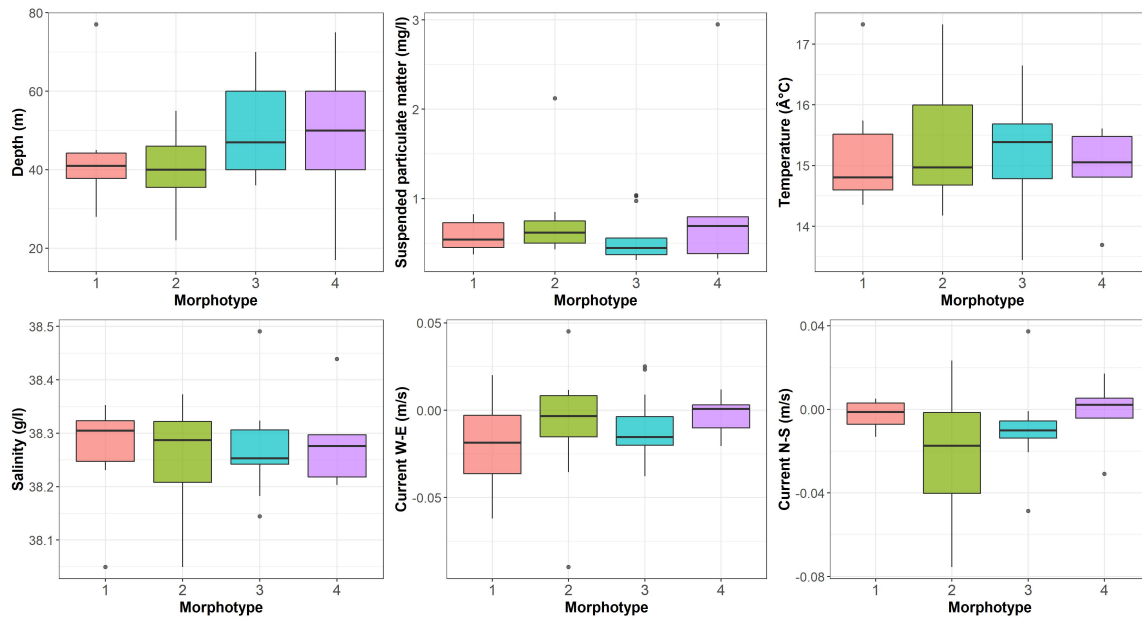 Depth (m)
80
60
40
20
1 2 3 4
Morphotype
Suspended particulate matter (mg/l)
3
2
1
1 2 3 4
Morphotype
Temperature (Â°C)
17
16
15
14
1 2 3 4
Morphotype
Salinity (g/l)
38.5
38.4
38.3
38.2
38.1
1 2 3 4
Morphotype
Current W-E (m/s)
0.05
0.00
-0.05
1 2 3 4
Morphotype
Current N-S (m/s)
0.04
0.00
-0.04
-0.08
1 2 3 4
Morphotype